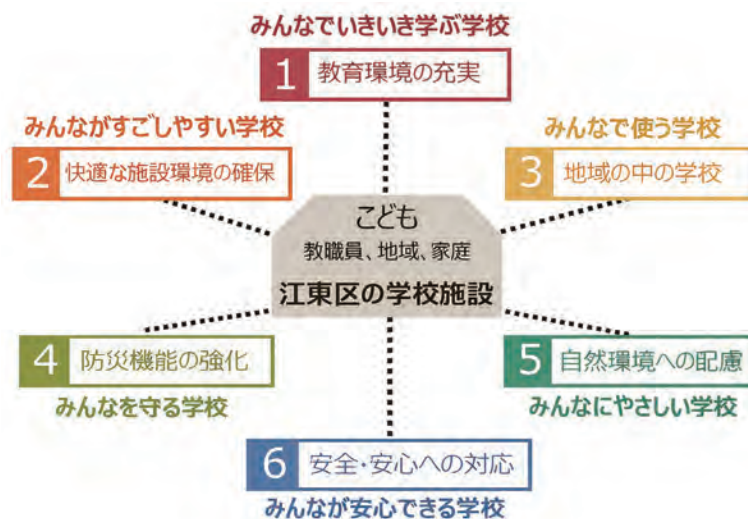 みんなでいきいき学ぶ学校
1 教育環境の充実
みんながすごしやすい学校
2 快適な施設環境の確保
みんなで使う学校
3 地域の中の学校
こども
教職員、地域、家庭
江東区の学校施設
4 防災機能の強化
みんなを守る学校
5 自然環境への配慮
みんなにやさしい学校
6 安全・安心への対応
みんなが安心できる学校